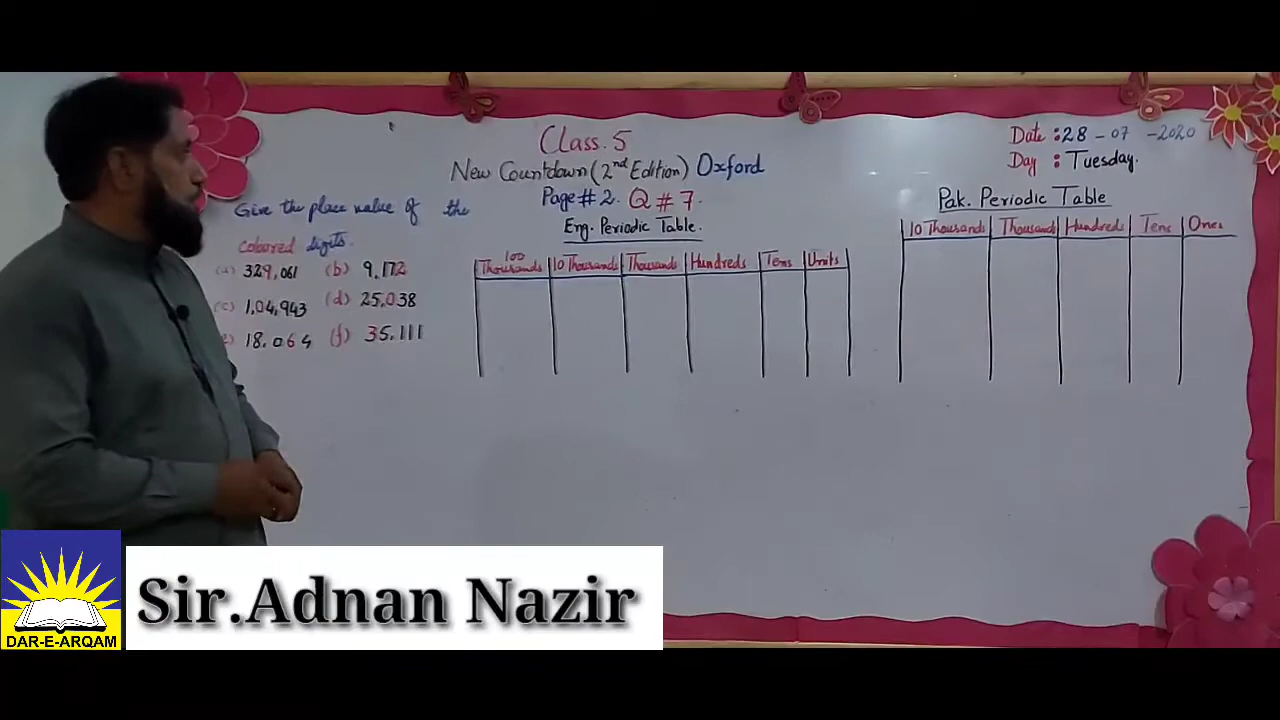 Class.5
New Countdown (2nd Edition) Oxford
Page # 2. Q # 7.
Date : 28 - 07 - 2020
Day : Tuesday.
Give the place value of the
coloured digits.
(a) 329,061 (b) 9,172
(c) 1,04,943 (d) 25,038
18,064 (f) 35,111
Eng. Periodic Table.
100 Thousands 10 Thousands Thousands Hundreds Tens Units
Pak. Periodic Table
10 Thousands Thousands Hundreds Tens Ones
DAR-E-ARQAM
Sir.Adnan Nazir